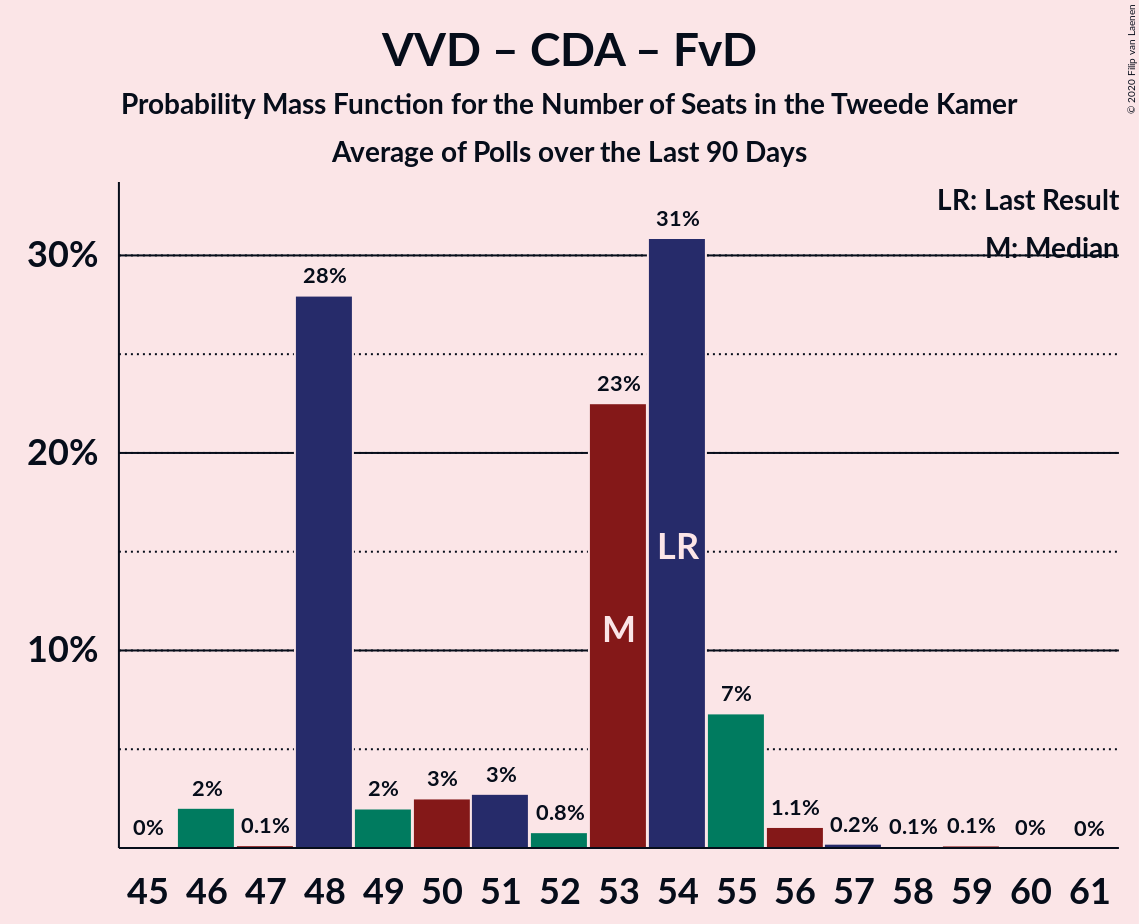 VVD – CDA – FvD
Probability Mass Function for the Number of Seats in the Tweede Kamer
Average of Polls over the Last 90 Days
© 2020 Filip van Laenen
LR: Last Result
M: Median
30%
20%
10%
0%
2%
0.1%
28%
2%
3%
3%
0.8%
23%
31%
7%
1.1%
0.2%
0.1%
0.1%
0%
0%
M
LR
45 46 47 48 49 50 51 52 53 54 55 56 57 58 59 60 61